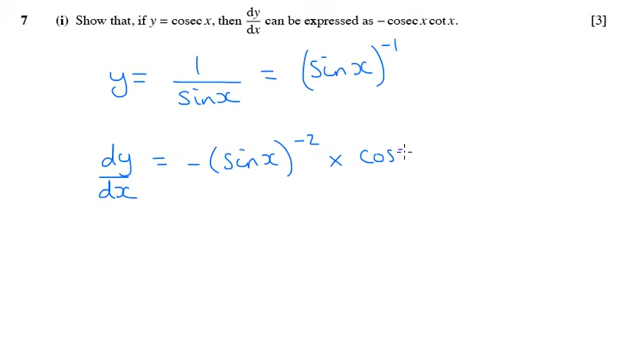 7 (i) Show that, if y = cosec x, then dy/dx can be expressed as − cosec x cot x. [3]
y = 1/sinx = (sinx)^-1
dy/dx = -(sinx)^-2 × cos